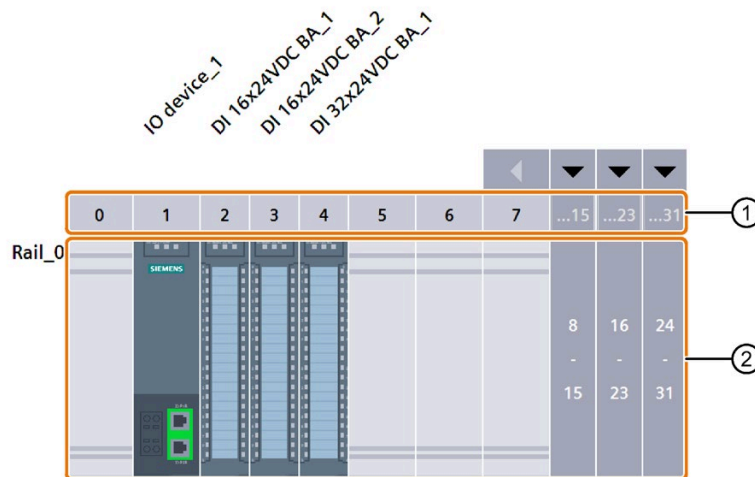 IO device_1
DI 16x24VDC BA_1
DI 16x24VDC BA_2
DI 32x24VDC BA_1
0 1 2 3 4 5 6 7 ...15 ...23 ...31 1
Rail_0
SIEMENS
8 16 24
- - - 2
15 23 31